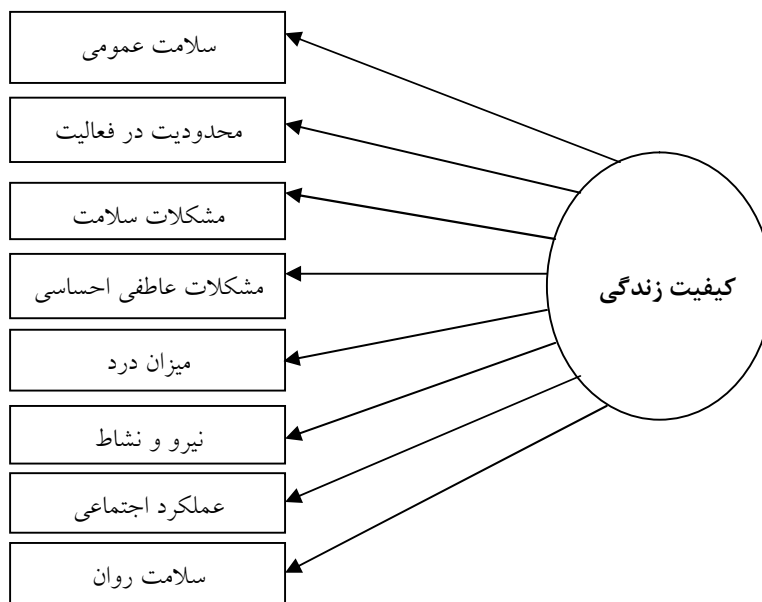 سلامت عمومی
محدودیت در فعالیت
مشکلات سلامت
مشکلات عاطفی احساسی
میزان درد
نیرو و نشاط
عملکرد اجتماعی
سلامت روان
کیفیت زندگی